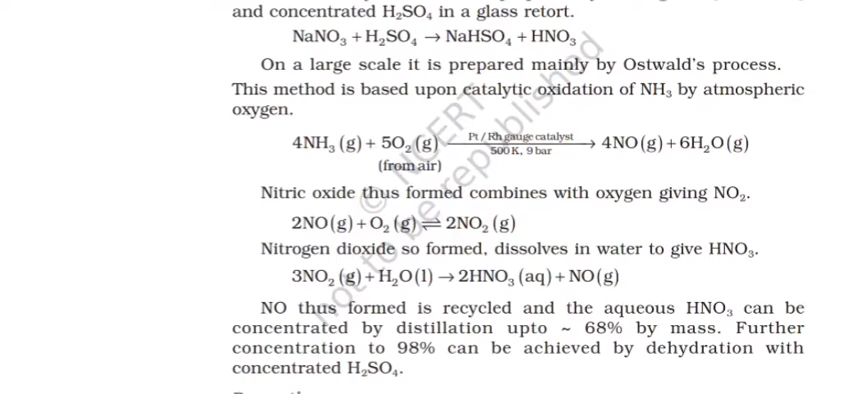 and concentrated H₂SO₄ in a glass retort.
NaNO₃ + H₂SO₄ → NaHSO₄ + HNO₃
On a large scale it is prepared mainly by Ostwald's process.
This method is based upon catalytic oxidation of NH₃ by atmospheric
oxygen.
4NH₃ (g) + 5O₂ (g) Pt / Rh gauge catalyst → 4NO (g) + 6H₂O (g)
500 K, 9 bar
(from air)
Nitric oxide thus formed combines with oxygen giving NO₂.
2NO (g) + O₂ (g) ⇌ 2NO₂ (g)
Nitrogen dioxide so formed, dissolves in water to give HNO₃.
3NO₂ (g) + H₂O (l) → 2HNO₃ (aq) + NO (g)
NO thus formed is recycled and the aqueous HNO₃ can be
concentrated by distillation upto ~ 68% by mass. Further
concentration to 98% can be achieved by dehydration with
concentrated H₂SO₄.
© NCERT
not to be republished